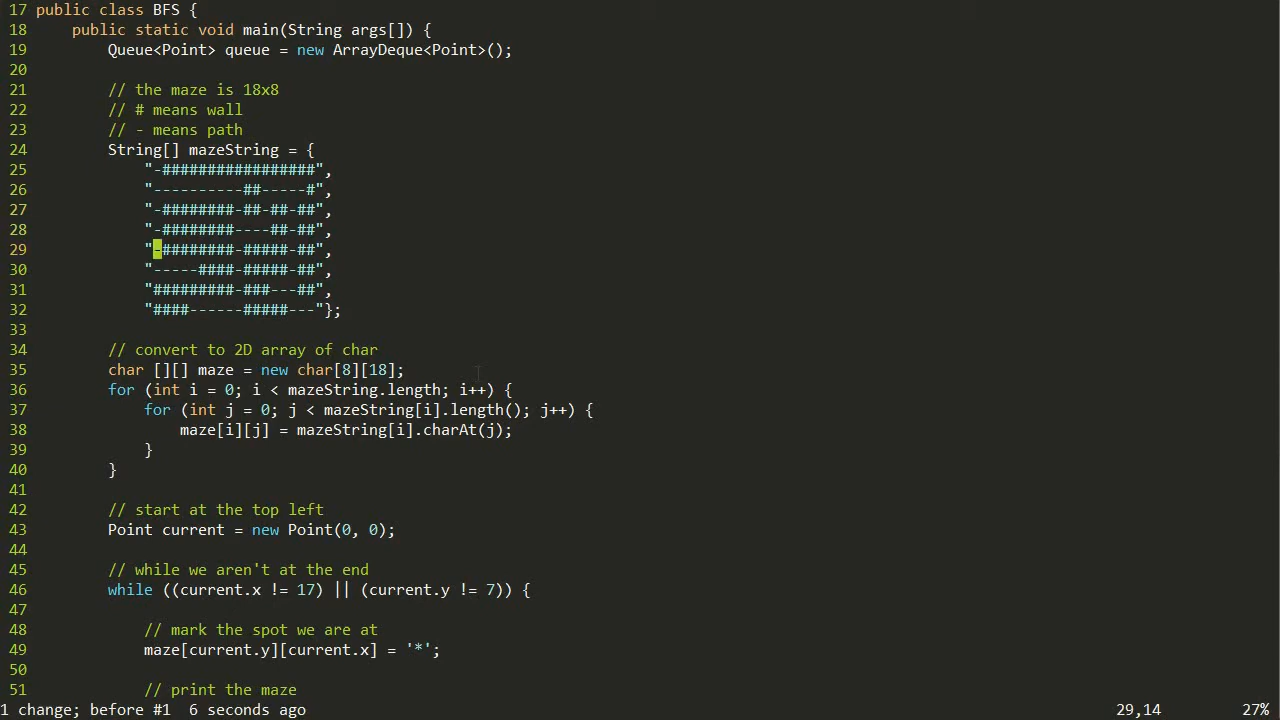 17 public class BFS {
18     public static void main(String args[]) {
19         Queue<Point> queue = new ArrayDeque<Point>();
20
21         // the maze is 18x8
22         // # means wall
23         // - means path
24         String[] mazeString = {
25             "-#################",
26             "----------##-----#",
27             "-########-##-##-##",
28             "-########----##-##",
29             "-########-#####-##",
30             "-----####-#####-##",
31             "#########-###---##",
32             "####------#####---"};
33
34         // convert to 2D array of char
35         char [][] maze = new char[8][18];
36         for (int i = 0; i < mazeString.length; i++) {
37             for (int j = 0; j < mazeString[i].length(); j++) {
38                 maze[i][j] = mazeString[i].charAt(j);
39             }
40         }
41
42         // start at the top left
43         Point current = new Point(0, 0);
44
45         // while we aren't at the end
46         while ((current.x != 17) || (current.y != 7)) {
47
48             // mark the spot we are at
49             maze[current.y][current.x] = '*';
50
51             // print the maze
1 change; before #1  6 seconds ago 29,14 27%